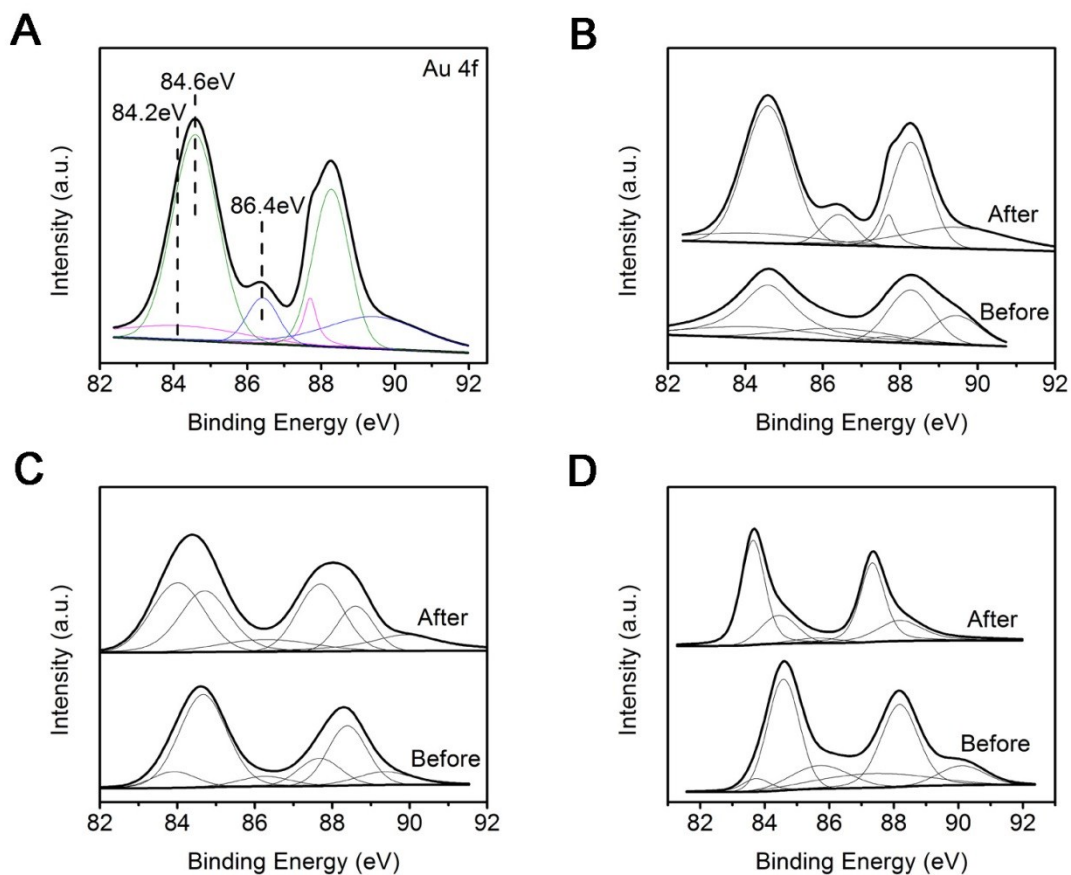 A
Au 4f
84.6eV
84.2eV
86.4eV
Intensity (a.u.)
82 84 86 88 90 92
Binding Energy (eV)
B
After
Before
Intensity (a.u.)
82 84 86 88 90 92
Binding Energy (eV)
C
After
Before
Intensity (a.u.)
82 84 86 88 90 92
Binding Energy (eV)
D
After
Before
Intensity (a.u.)
82 84 86 88 90 92
Binding Energy (eV)